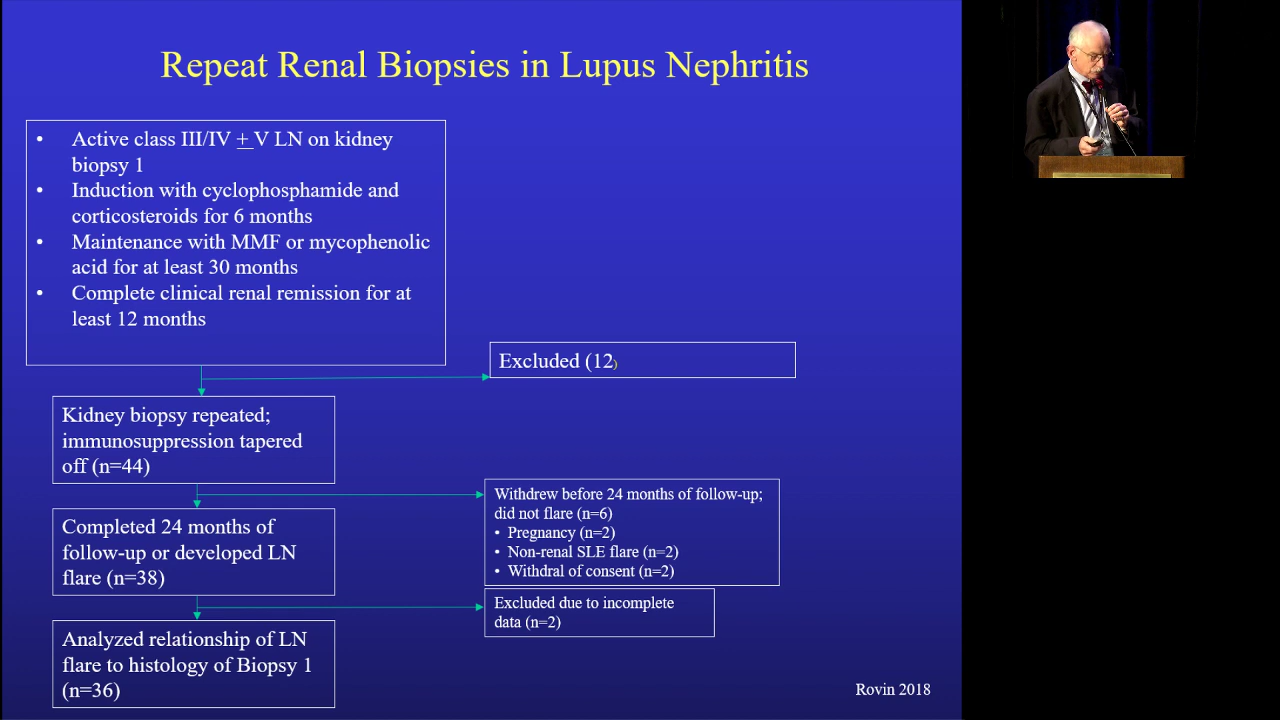 Repeat Renal Biopsies in Lupus Nephritis
• Active class III/IV + V LN on kidney
biopsy 1
• Induction with cyclophosphamide and
corticosteroids for 6 months
• Maintenance with MMF or mycophenolic
acid for at least 30 months
• Complete clinical renal remission for at
least 12 months
Excluded (12)
Kidney biopsy repeated;
immunosuppression tapered
off (n=44)
Withdrew before 24 months of follow-up;
did not flare (n=6)
• Pregnancy (n=2)
• Non-renal SLE flare (n=2)
• Withdral of consent (n=2)
Completed 24 months of
follow-up or developed LN
flare (n=38)
Excluded due to incomplete
data (n=2)
Analyzed relationship of LN
flare to histology of Biopsy 1
(n=36)
Rovin 2018